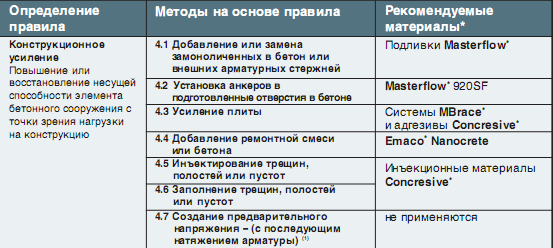 Определение
правила
Методы на основе правила
Рекомендуемые
материалы*
Конструкционное
усиление
Повышение или
восстановление несущей
способности элемента
бетонного сооружения с
точки зрения нагрузки
на конструкцию
4.1 Добавление или замена
замоноличенных в бетон или
внешних арматурных стержней
Подливки Masterflow*
4.2 Установка анкеров в
подготовленные отверстия в бетоне
Masterflow* 920SF
4.3 Усиление плиты
Системы MBrace*
и адгезивы Concresive*
4.4 Добавление ремонтной смеси
или бетона
Emaco* Nanocrete
4.5 Инъектирование трещин,
полостей или пустот
4.6 Заполнение трещин, полостей
или пустот
Инъекционные материалы
Concresive*
4.7 Создание предварительного
напряжения – (с последующим
натяжением арматуры) (1)
не применяются